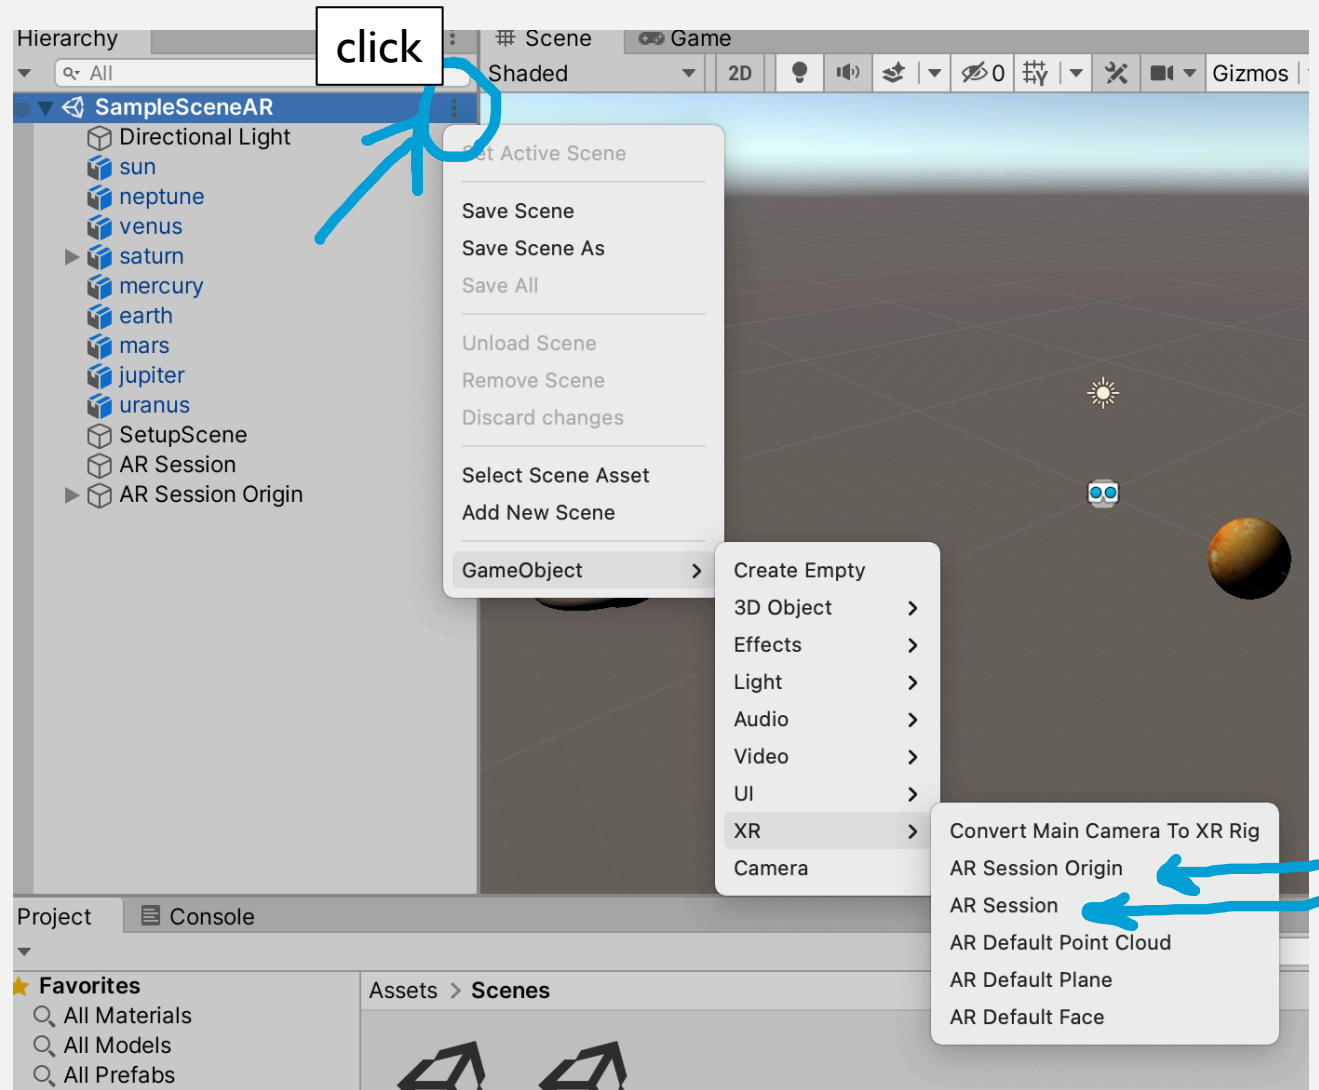 Hierarchy
click
Scene
Game
All
Shaded
2D
0
Gizmos
SampleSceneAR
Directional Light
sun
neptune
venus
saturn
mercury
earth
mars
jupiter
uranus
SetupScene
AR Session
AR Session Origin
Set Active Scene
Save Scene
Save Scene As
Save All
Unload Scene
Remove Scene
Discard changes
Select Scene Asset
Add New Scene
GameObject
Create Empty
3D Object
Effects
Light
Audio
Video
UI
XR
Camera
Convert Main Camera To XR Rig
AR Session Origin
AR Session
AR Default Point Cloud
AR Default Plane
AR Default Face
Project
Console
Favorites
All Materials
All Models
All Prefabs
Assets > Scenes